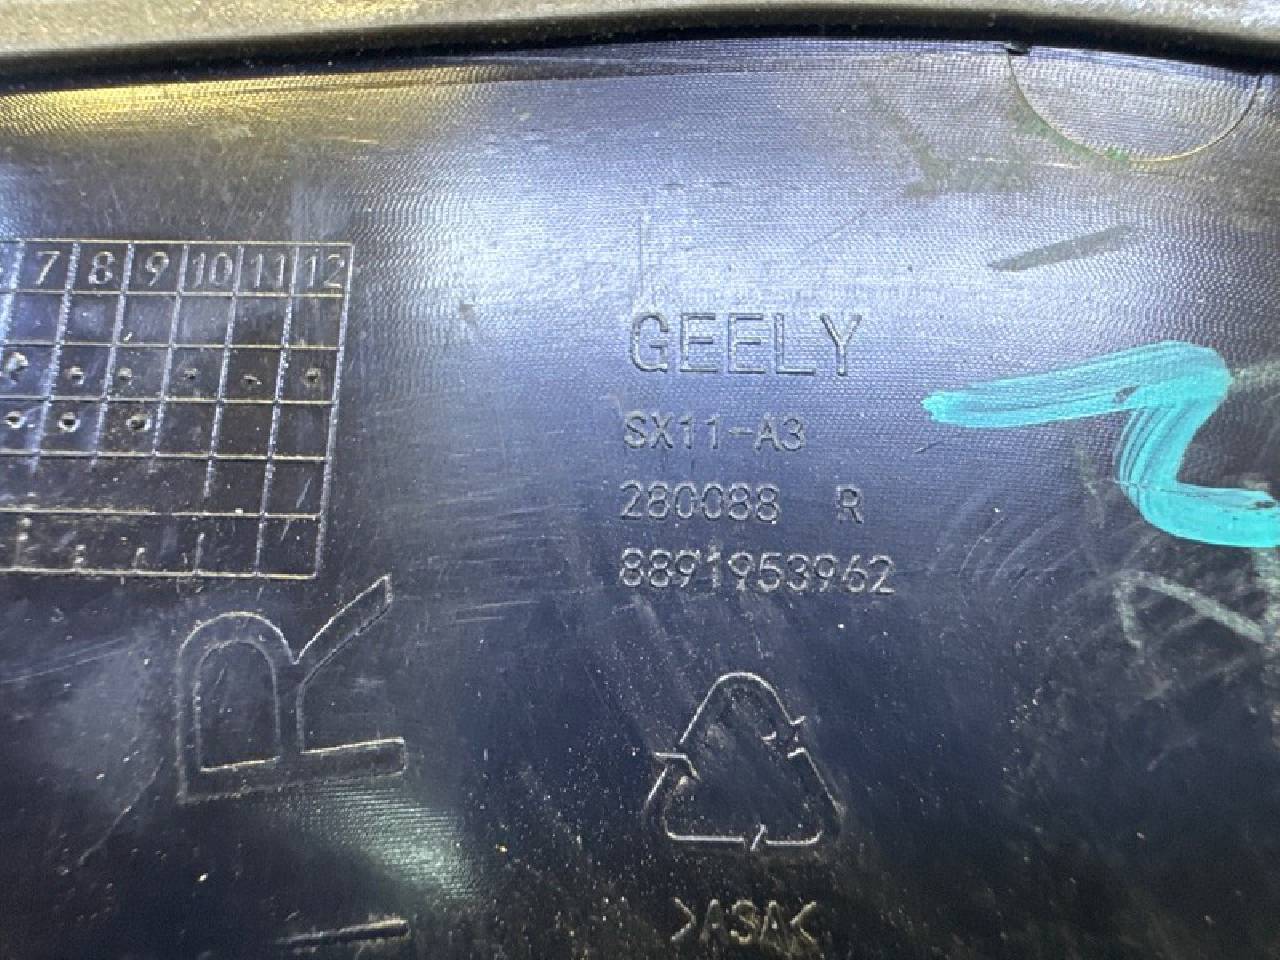 7 8 9 10 11 12
GEELY
SX11-A3
280088 R
8891953962
R
>ASA<